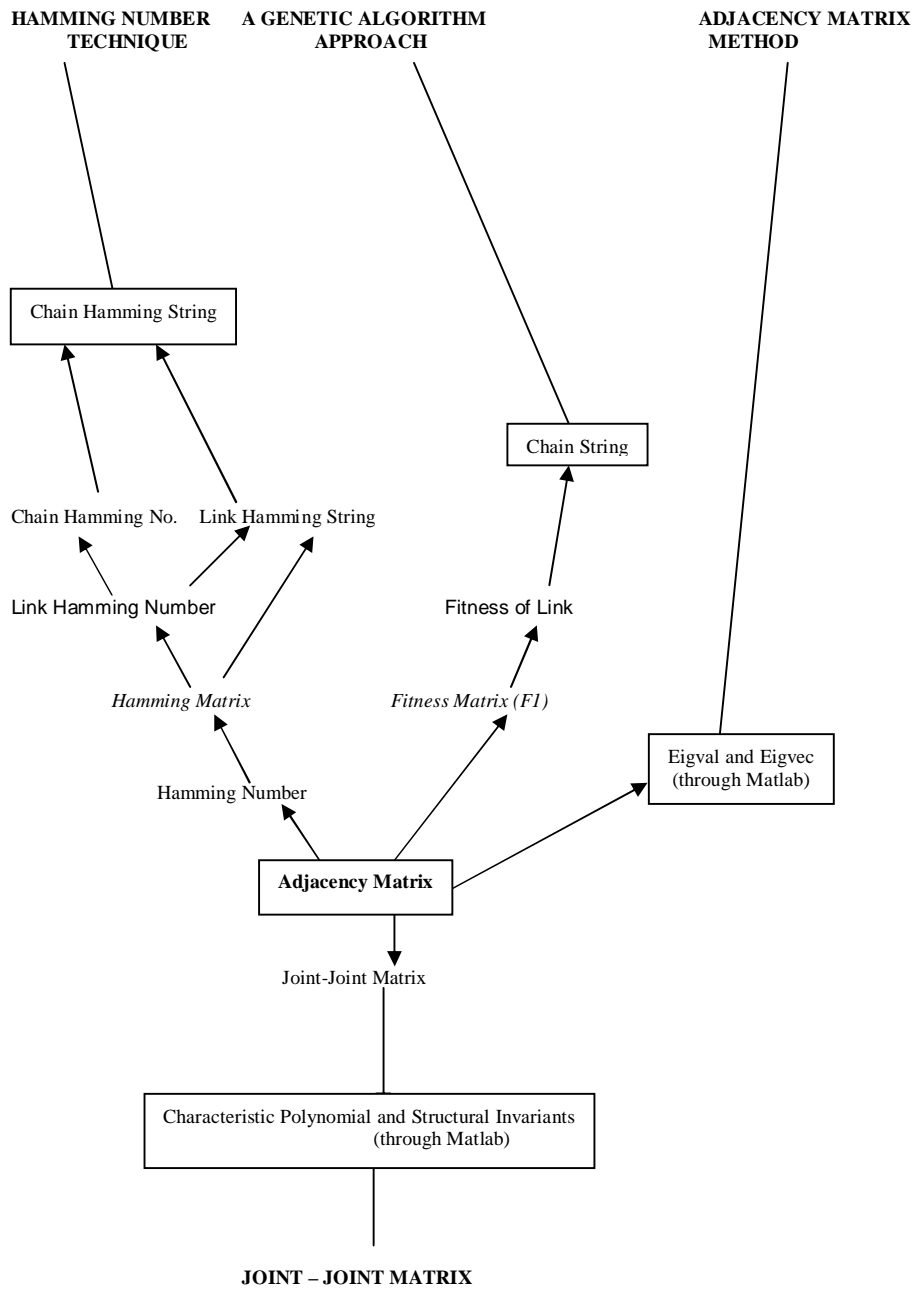 HAMMING NUMBER
TECHNIQUE
A GENETIC ALGORITHM
APPROACH
ADJACENCY MATRIX
METHOD
Chain Hamming String
Chain String
Chain Hamming No.
Link Hamming String
Link Hamming Number
Fitness of Link
Hamming Matrix
Fitness Matrix (F1)
Eigval and Eigvec
(through Matlab)
Hamming Number
Adjacency Matrix
Joint-Joint Matrix
Characteristic Polynomial and Structural Invariants
(through Matlab)
JOINT – JOINT MATRIX